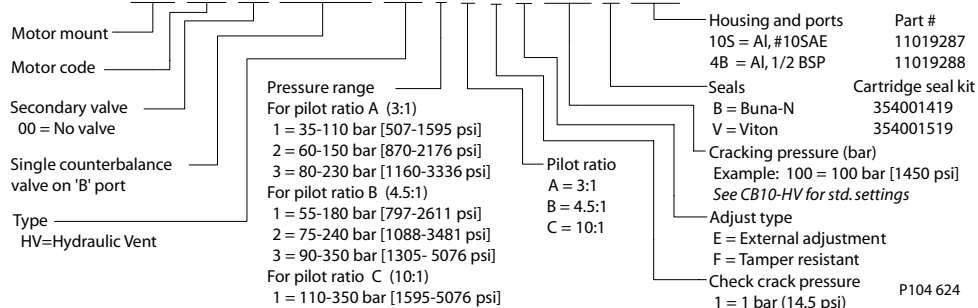 Motor mount
Motor code
Secondary valve
00 = No valve
Single counterbalance
valve on 'B' port
Type
HV=Hydraulic Vent
Pressure range
For pilot ratio A (3:1)
1 = 35-110 bar [507-1595 psi]
2 = 60-150 bar [870-2176 psi]
3 = 80-230 bar [1160-3336 psi]
For pilot ratio B (4.5:1)
1 = 55-180 bar [797-2611 psi]
2 = 75-240 bar [1088-3481 psi]
3 = 90-350 bar [1305- 5076 psi]
For pilot ratio C (10:1)
1 = 110-350 bar [1595-5076 psi]
Pilot ratio
A = 3:1
B = 4.5:1
C = 10:1
Housing and ports Part #
10S = Al, #10SAE 11019287
4B = Al, 1/2 BSP 11019288
Seals Cartridge seal kit
B = Buna-N 354001419
V = Viton 354001519
Cracking pressure (bar)
Example: 100 = 100 bar [1450 psi]
See CB10-HV for std. settings
Adjust type
E = External adjustment
F = Tamper resistant
Check crack pressure
1 = 1 bar (14.5 psi)
P104 624